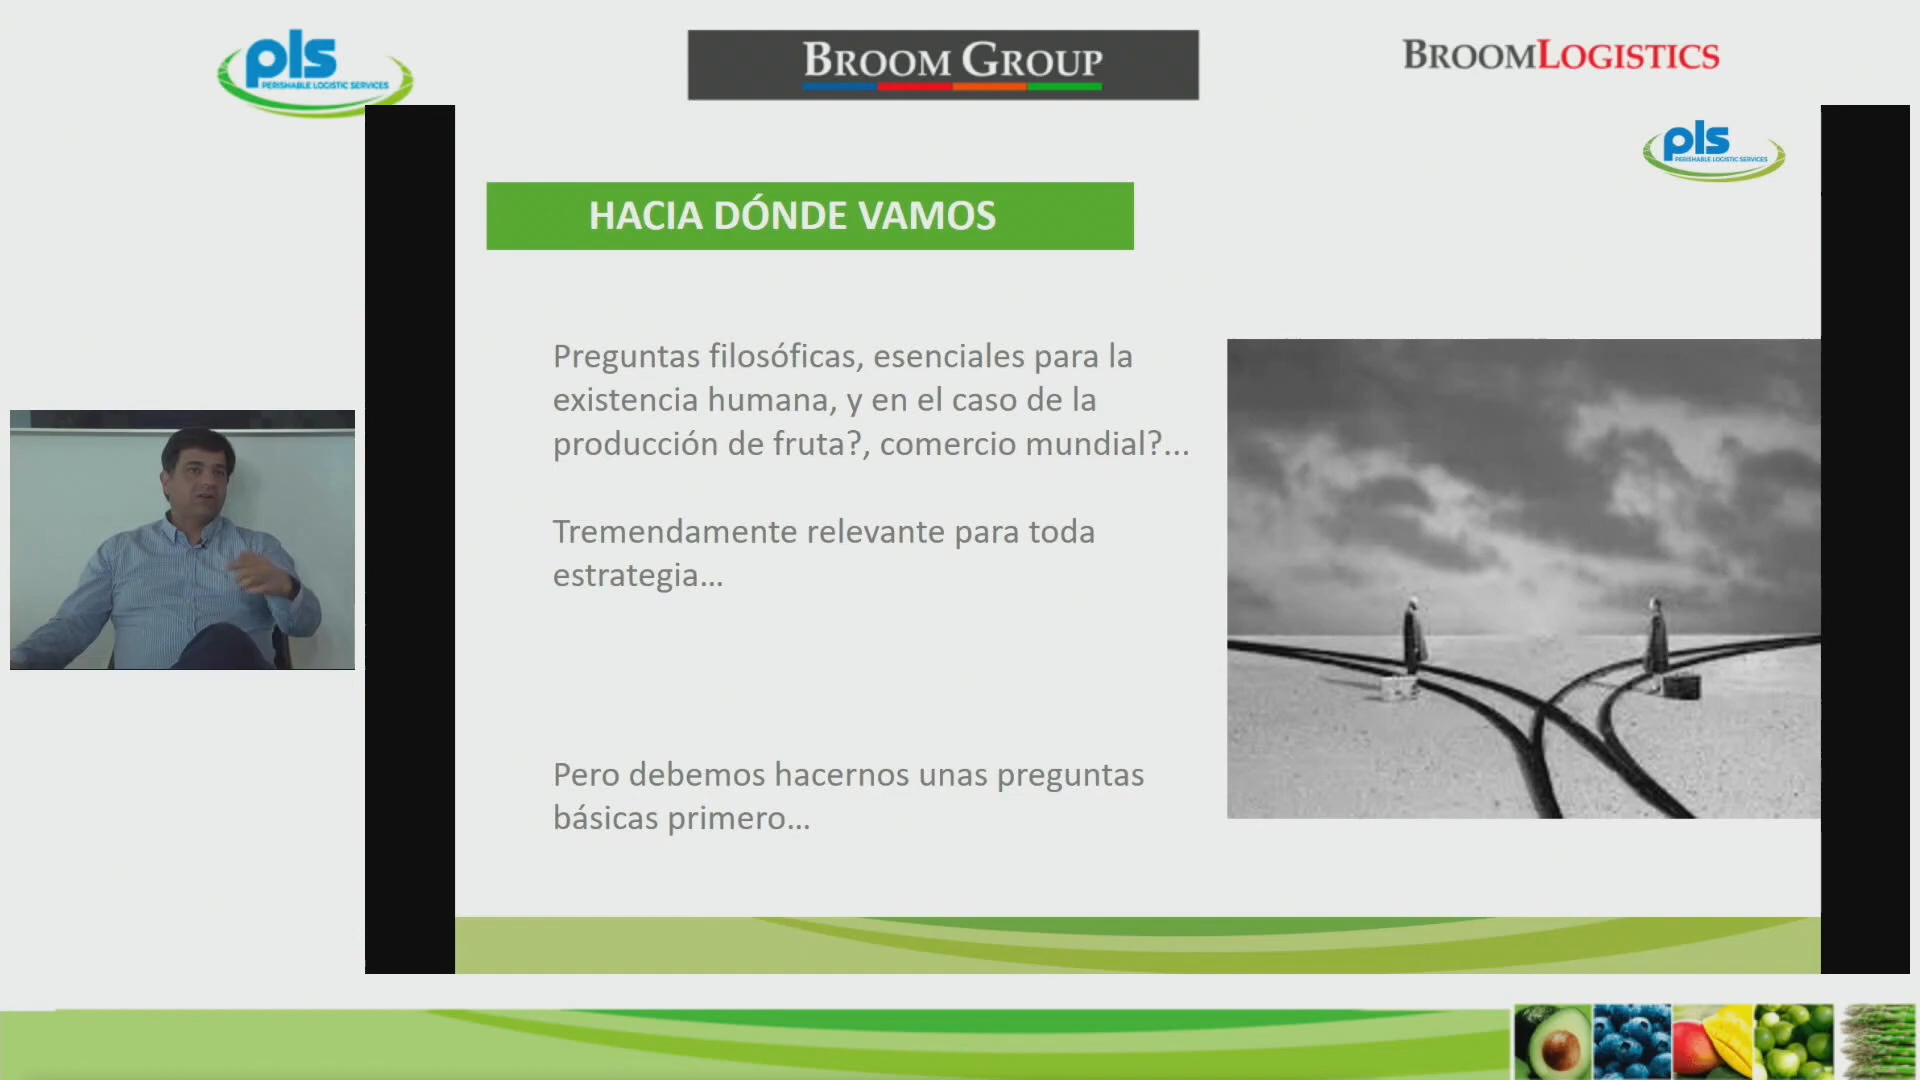 pls
PERISHABLE LOGISTIC SERVICES
BROOM GROUP
BROOMLOGISTICS
pls
PERISHABLE LOGISTIC SERVICES
HACIA DÓNDE VAMOS
Preguntas filosóficas, esenciales para la
existencia humana, y en el caso de la
producción de fruta?, comercio mundial?...
Tremendamente relevante para toda
estrategia...
Pero debemos hacernos unas preguntas
básicas primero...